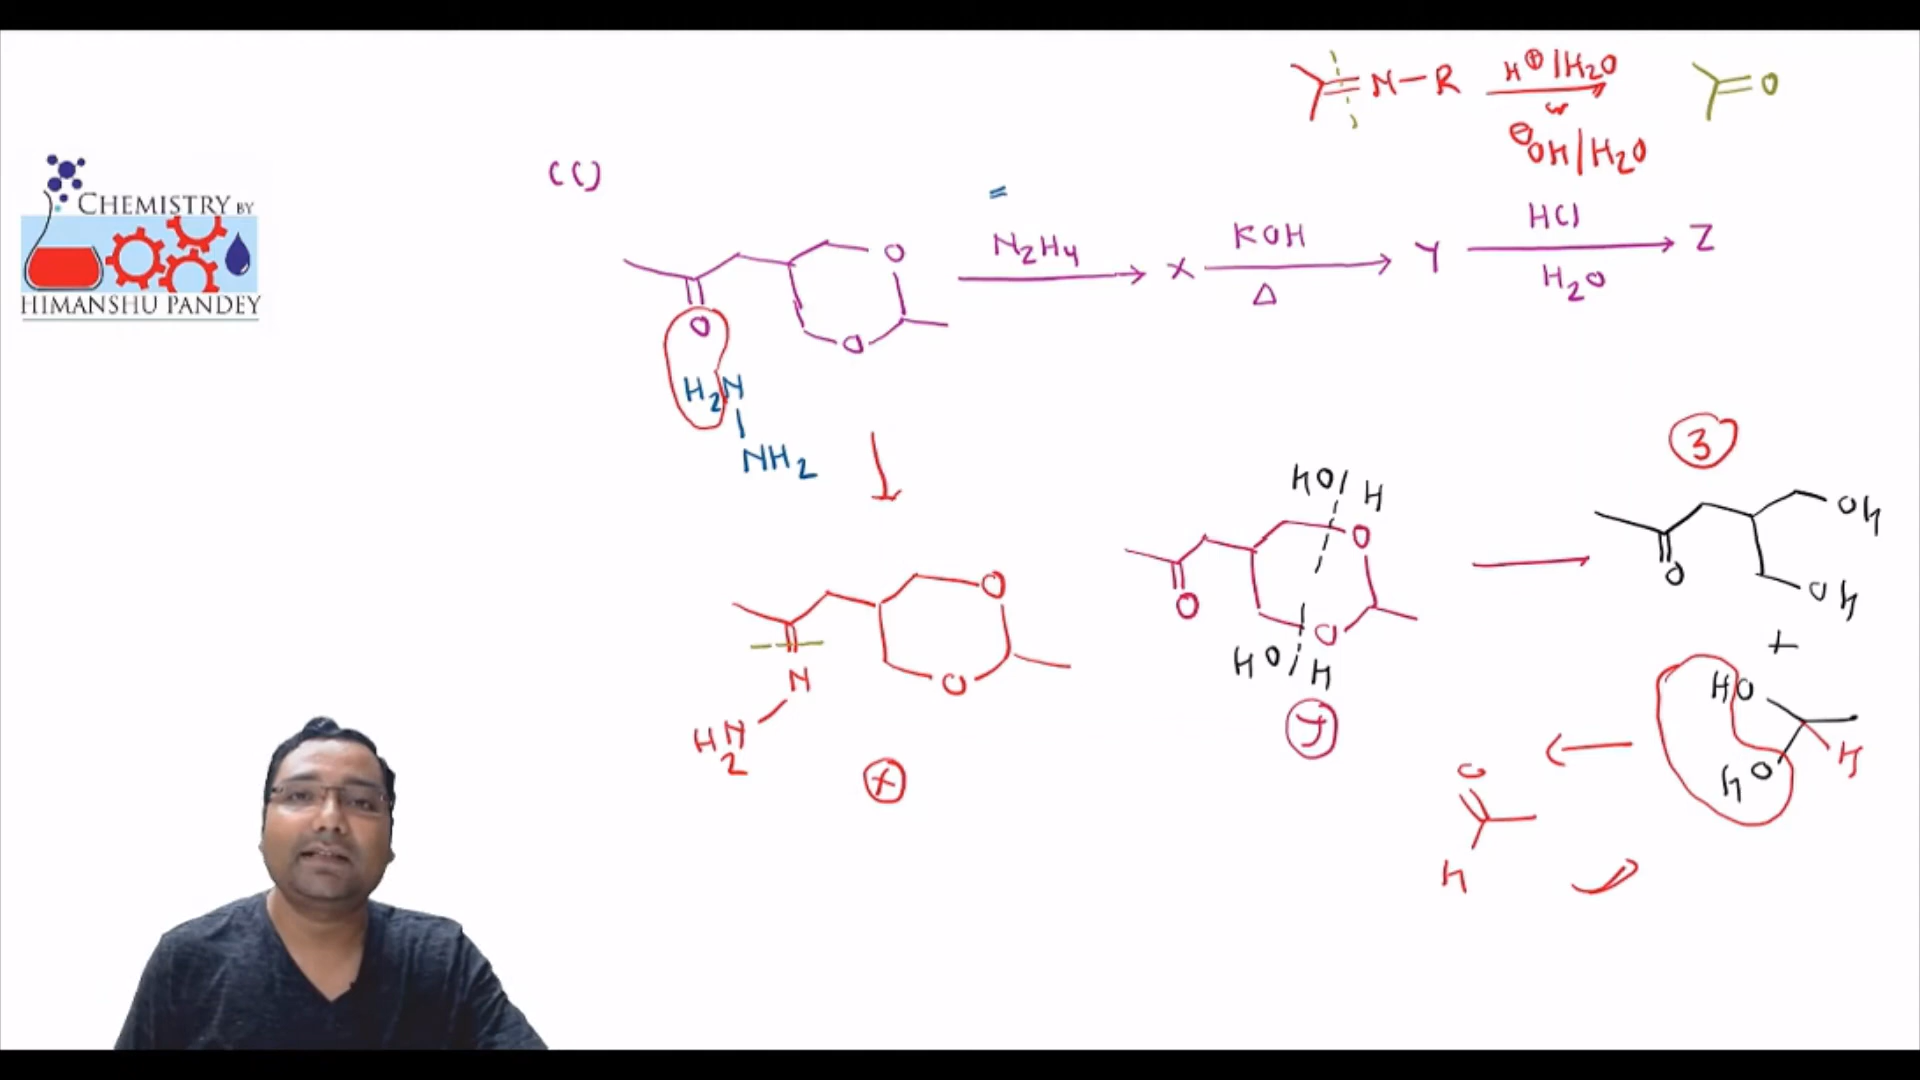 N–R H⊕/H2O O
or
⊖OH/H2O
CHEMISTRY BY
HIMANSHU PANDEY
(c)
=
O O
O
N2H4 X KOH Δ Y HCl H2O Z
H2N
NH2
3
O OH
OH
+
HO H
HO
O
H
HO H
O
O O
HO H
Y
O
O
N
H2N
X